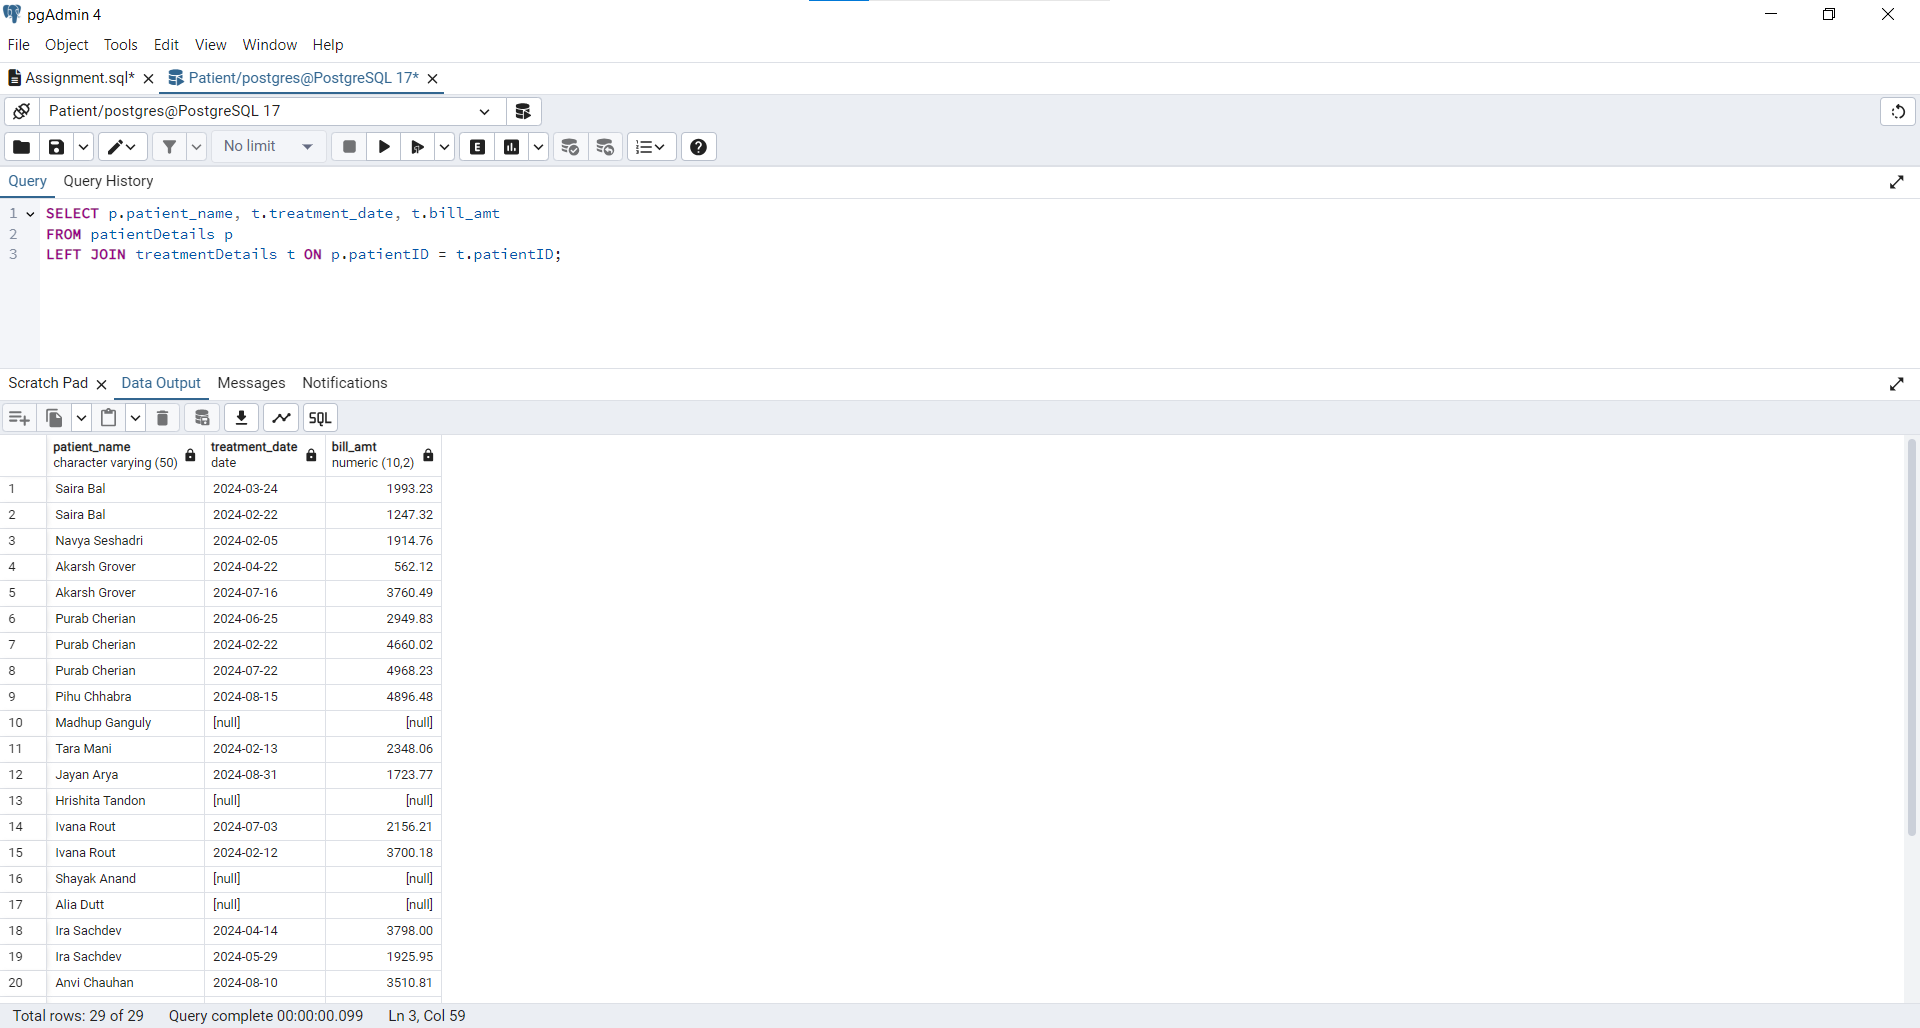 pgAdmin 4
File Object Tools Edit View Window Help
Assignment.sql* Patient/postgres@PostgreSQL 17*
Patient/postgres@PostgreSQL 17
No limit E
Query Query History
1 SELECT p.patient_name, t.treatment_date, t.bill_amt
2 FROM patientDetails p
3 LEFT JOIN treatmentDetails t ON p.patientID = t.patientID;
Scratch Pad Data Output Messages Notifications
SQL
patient_name treatment_date bill_amt
character varying (50) date numeric (10,2)
1 Saira Bal 2024-03-24 1993.23
2 Saira Bal 2024-02-22 1247.32
3 Navya Seshadri 2024-02-05 1914.76
4 Akarsh Grover 2024-04-22 562.12
5 Akarsh Grover 2024-07-16 3760.49
6 Purab Cherian 2024-06-25 2949.83
7 Purab Cherian 2024-02-22 4660.02
8 Purab Cherian 2024-07-22 4968.23
9 Pihu Chhabra 2024-08-15 4896.48
10 Madhup Ganguly [null] [null]
11 Tara Mani 2024-02-13 2348.06
12 Jayan Arya 2024-08-31 1723.77
13 Hrishita Tandon [null] [null]
14 Ivana Rout 2024-07-03 2156.21
15 Ivana Rout 2024-02-12 3700.18
16 Shayak Anand [null] [null]
17 Alia Dutt [null] [null]
18 Ira Sachdev 2024-04-14 3798.00
19 Ira Sachdev 2024-05-29 1925.95
20 Anvi Chauhan 2024-08-10 3510.81
Total rows: 29 of 29 Query complete 00:00:00.099 Ln 3, Col 59